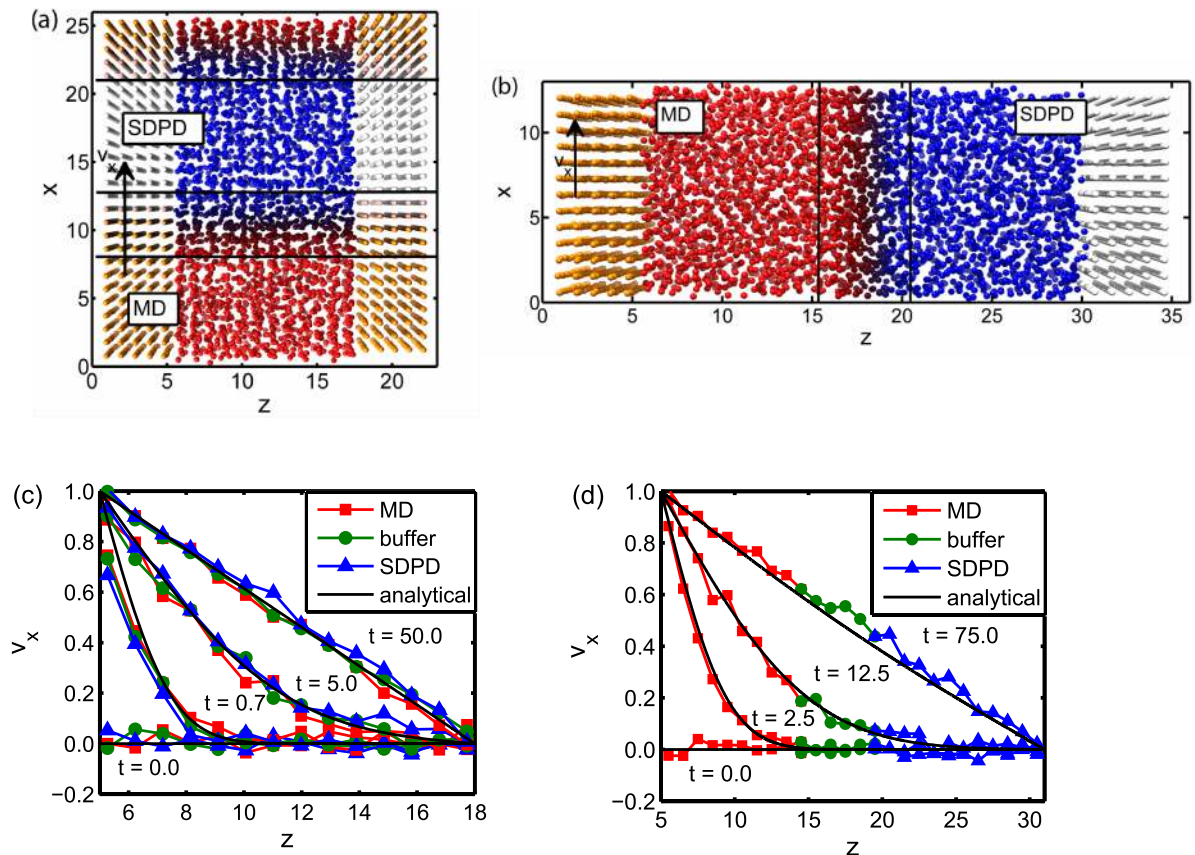 (a)
25
20
15
10
5
0
x
SDPD
v
x
MD
0 5 10 15 20
z
(b)
10
5
0
x
MD
SDPD
v
x
0 5 10 15 20 25 30 35
z
(c)
1.0
0.8
0.6
0.4
0.2
0.0
−0.2
vx
MD
buffer
SDPD
analytical
t = 50.0
t = 5.0
t = 0.7
t = 0.0
6 8 10 12 14 16 18
z
(d)
1.0
0.8
0.6
0.4
0.2
0.0
−0.2
vx
MD
buffer
SDPD
analytical
t = 75.0
t = 12.5
t = 2.5
t = 0.0
5 10 15 20 25 30
z